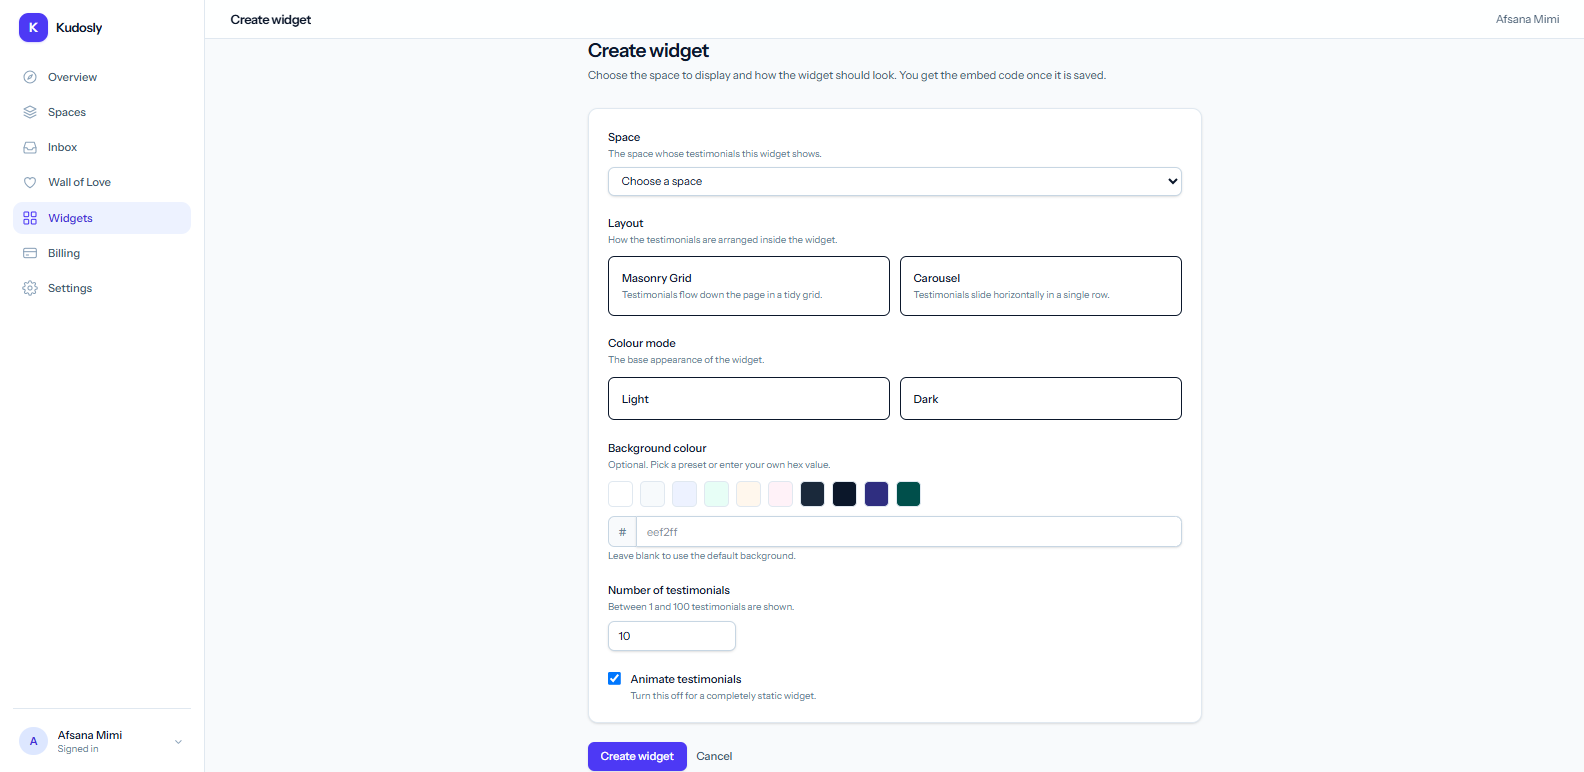 K Kudosly
Overview
Spaces
Inbox
Wall of Love
Widgets
Billing
Settings
A
Afsana Mimi
Signed in
Create widget
Afsana Mimi
Create widget
Choose the space to display and how the widget should look. You get the embed code once it is saved.
Space
The space whose testimonials this widget shows.
Choose a space
Layout
How the testimonials are arranged inside the widget.
Masonry Grid
Testimonials flow down the page in a tidy grid.
Carousel
Testimonials slide horizontally in a single row.
Colour mode
The base appearance of the widget.
Light
Dark
Background colour
Optional. Pick a preset or enter your own hex value.
# eef2ff
Leave blank to use the default background.
Number of testimonials
Between 1 and 100 testimonials are shown.
10
Animate testimonials
Turn this off for a completely static widget.
Create widget
Cancel